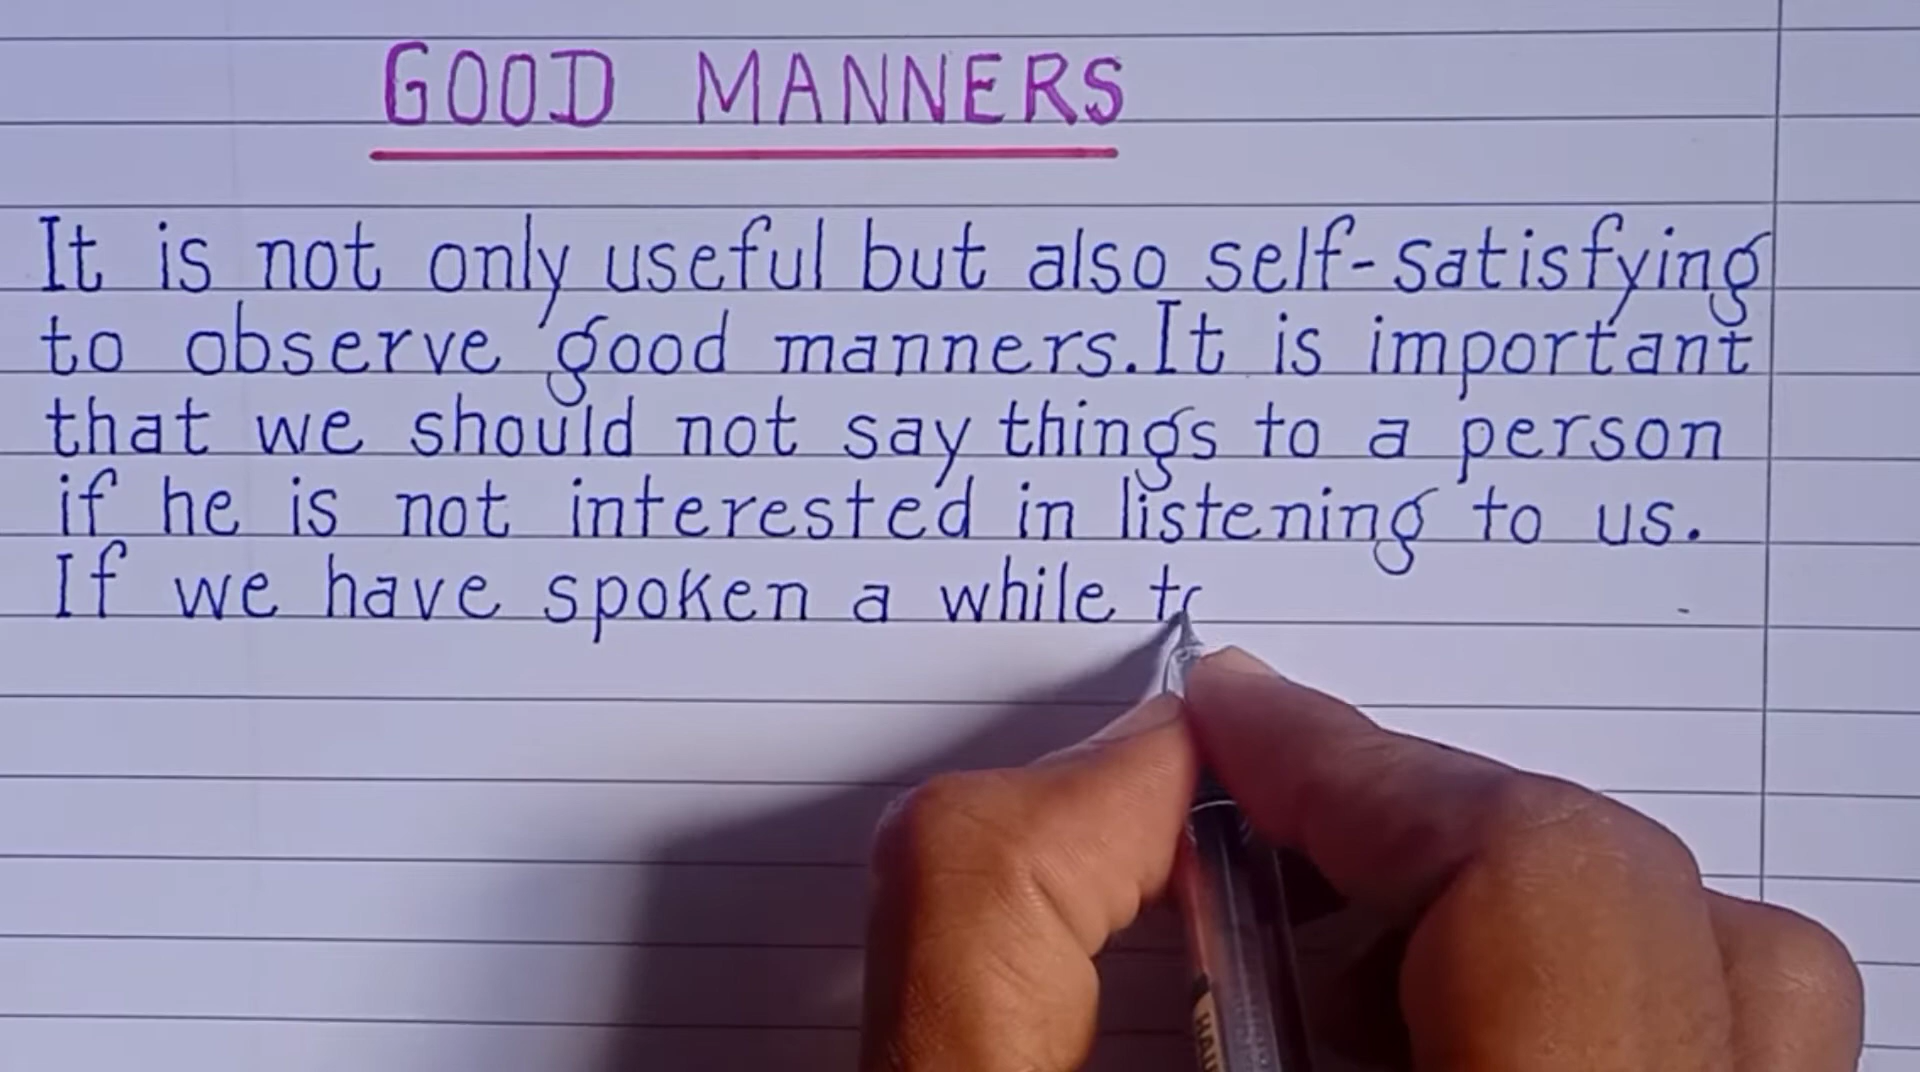 GOOD MANNERS
It is not only useful but also self-satisfying
to observe good manners.It is important
that we should not say things to a person
if he is not interested in listening to us.
If we have spoken a while